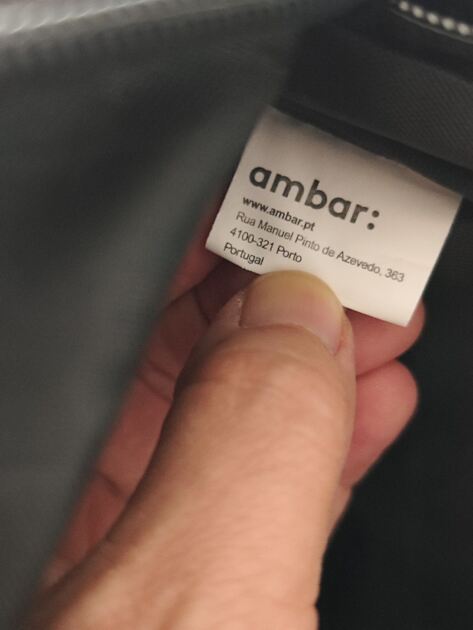 ambar:
www.ambar.pt
Rua Manuel Pinto de Azevedo, 363
4100-321 Porto
Portugal